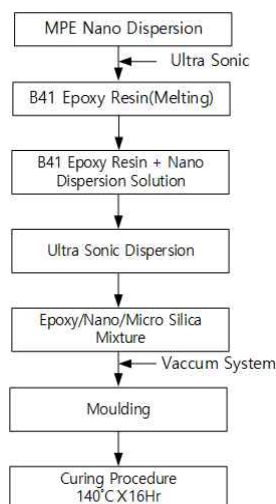 MPE Nano Dispersion
Ultra Sonic
B41 Epoxy Resin(Melting)
B41 Epoxy Resin + Nano
Dispersion Solution
Ultra Sonic Dispersion
Epoxy/Nano/Micro Silica
Mixture
Vaccum System
Moulding
Curing Procedure
140℃ X16Hr